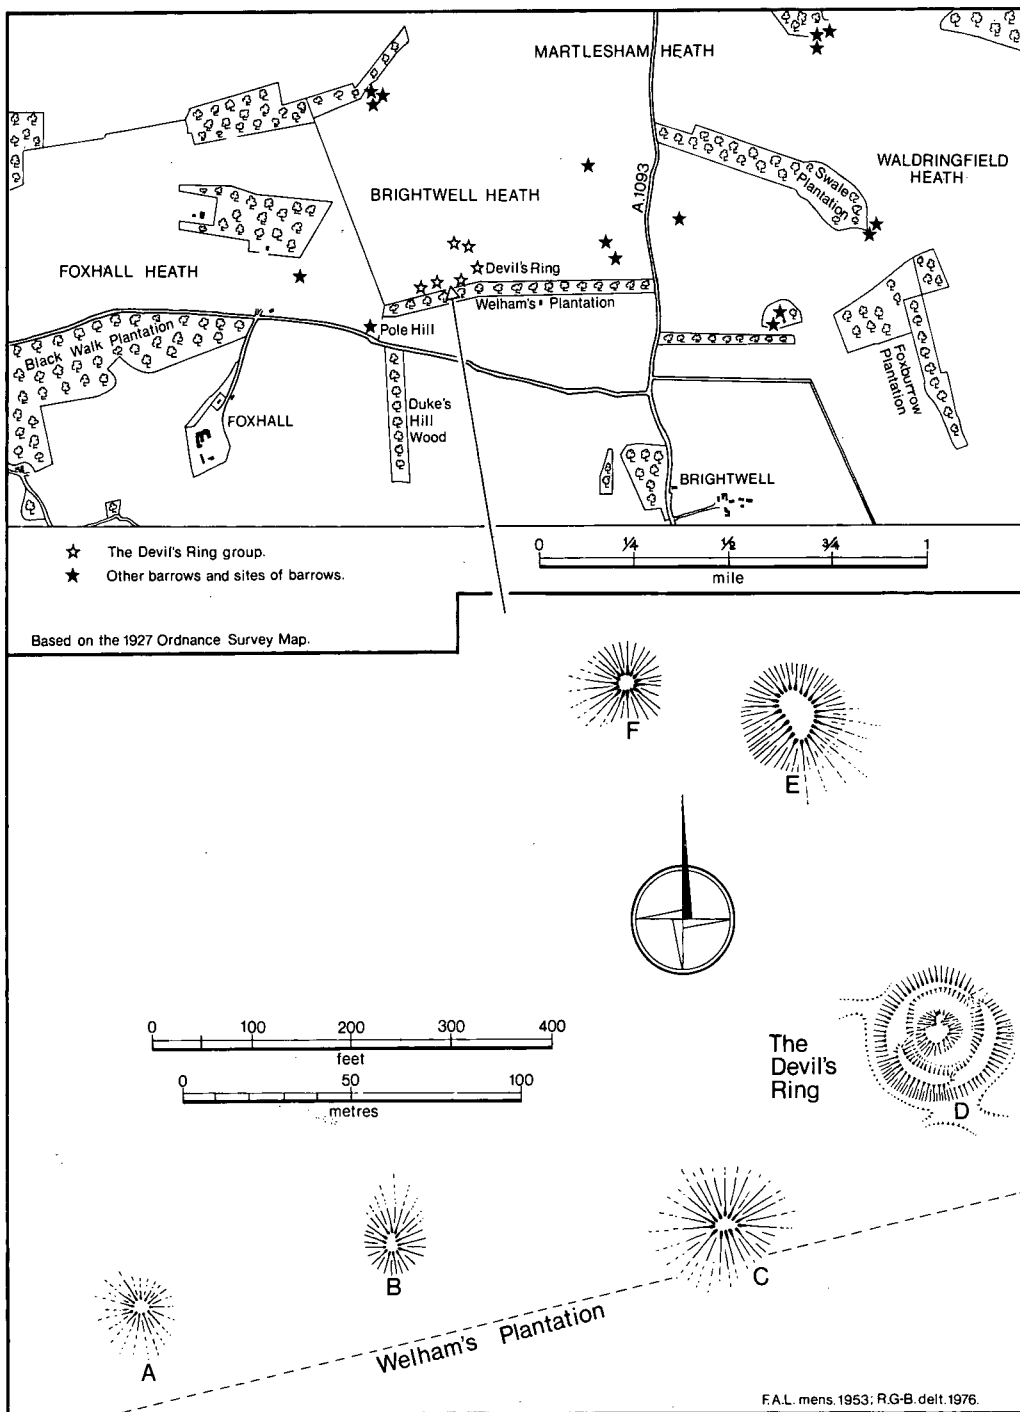 MARTLESHAM HEATH
WALDRINGFIELD
HEATH
BRIGHTWELL HEATH
A.1093
Swale
Plantation
FOXHALL HEATH
Devil's Ring
Welham's Plantation
Pole Hill
Black Walk Plantation
Foxburrow
Plantation
FOXHALL
Duke's
Hill
Wood
BRIGHTWELL
☆ The Devil's Ring group.
★ Other barrows and sites of barrows.
0 1/4 1/2 3/4 1
mile
Based on the 1927 Ordnance Survey Map.
F
E
0 100 200 300 400
feet
0 50 100
metres
The
Devil's
Ring
D
B
C
A
Welham's Plantation
F.A.L. mens. 1953; R.G-B. delt. 1976.